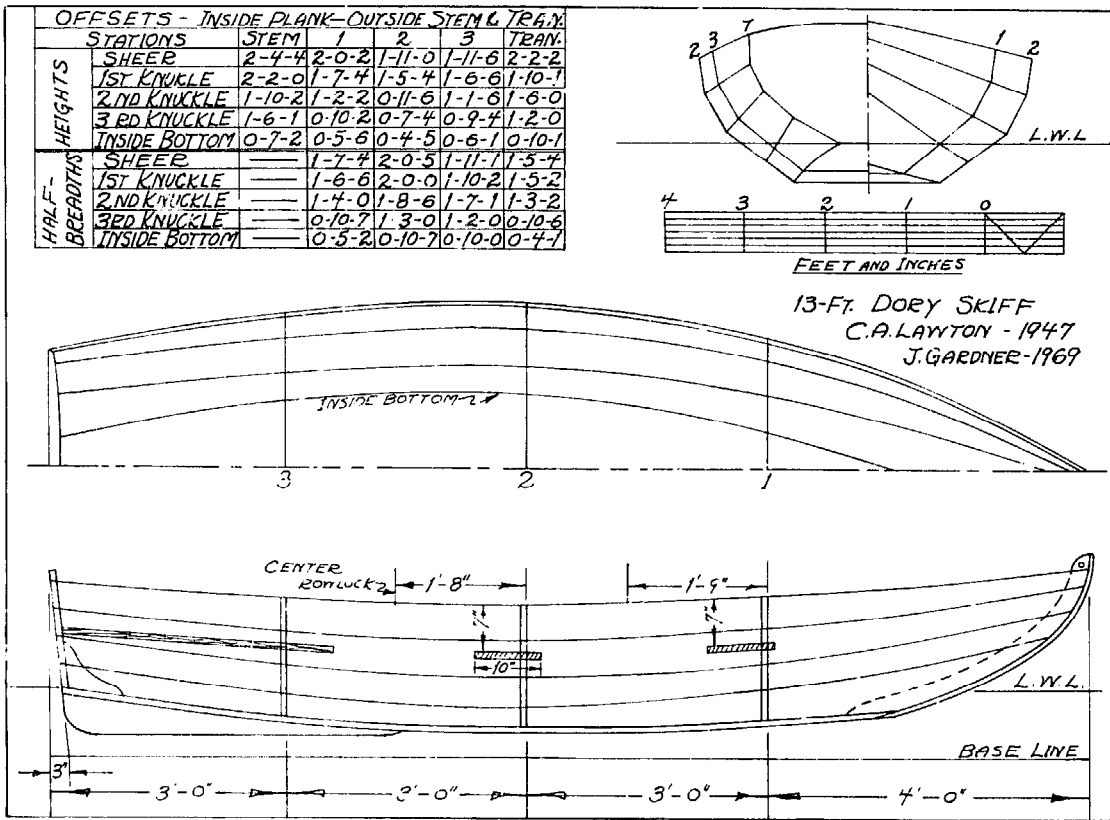 OFFSETS - INSIDE PLANK - OUTSIDE STEM & TRAN.
STATIONS STEM 1 2 3 TRAN.
HEIGHTS
SHEER 2-4-4 2-0-2 1-11-0 1-11-6 2-2-2
1ST KNUCKLE 2-2-0 1-7-4 1-5-4 1-6-6 1-10-1
2ND KNUCKLE 1-10-2 1-2-2 0-11-6 1-1-6 1-6-0
3RD KNUCKLE 1-6-1 0-10-2 0-7-4 0-9-4 1-2-0
INSIDE BOTTOM 0-7-2 0-5-6 0-4-5 0-6-1 0-10-1
HALF-BREADTHS
SHEER — 1-7-4 2-0-5 1-11-1 1-5-4
1ST KNUCKLE — 1-6-6 2-0-0 1-10-2 1-5-2
2ND KNUCKLE — 1-4-0 1-8-6 1-7-1 1-3-2
3RD KNUCKLE — 0-10-7 1-3-0 1-2-0 0-10-6
INSIDE BOTTOM — 0-5-2 0-10-7 0-10-0 0-4-1
2 3 T 1 2
L.W.L
4 3 2 1 0
FEET AND INCHES
13-FT. DORY SKIFF
C.A. LAWTON - 1947
J. GARDNER - 1969
INSIDE BOTTOM
3 2 1
CENTER
ROWLOCK
1'-8" 1'-9"
7" 7"
10"
L.W.L.
BASE LINE
3"
3'-0" 3'-0" 3'-0" 4'-0"